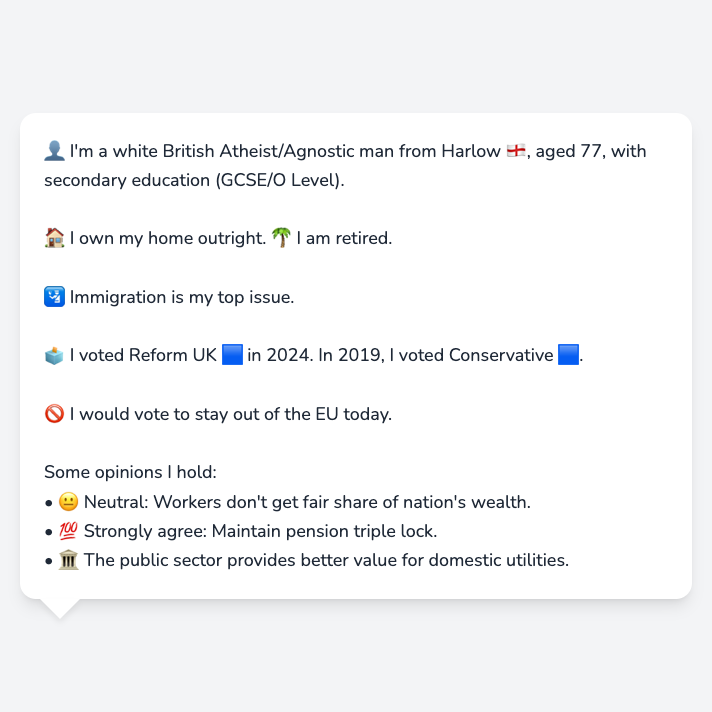 👤 I'm a white British Atheist/Agnostic man from Harlow 🏴󠁧󠁢󠁥󠁮󠁧󠁿, aged 77, with
secondary education (GCSE/O Level).
🏠 I own my home outright. 🌴 I am retired.
🛂 Immigration is my top issue.
🗳️ I voted Reform UK 🟦 in 2024. In 2019, I voted Conservative 🟦.
🚫 I would vote to stay out of the EU today.
Some opinions I hold:
• 😐 Neutral: Workers don't get fair share of nation's wealth.
• 💯 Strongly agree: Maintain pension triple lock.
• 🏛️ The public sector provides better value for domestic utilities.